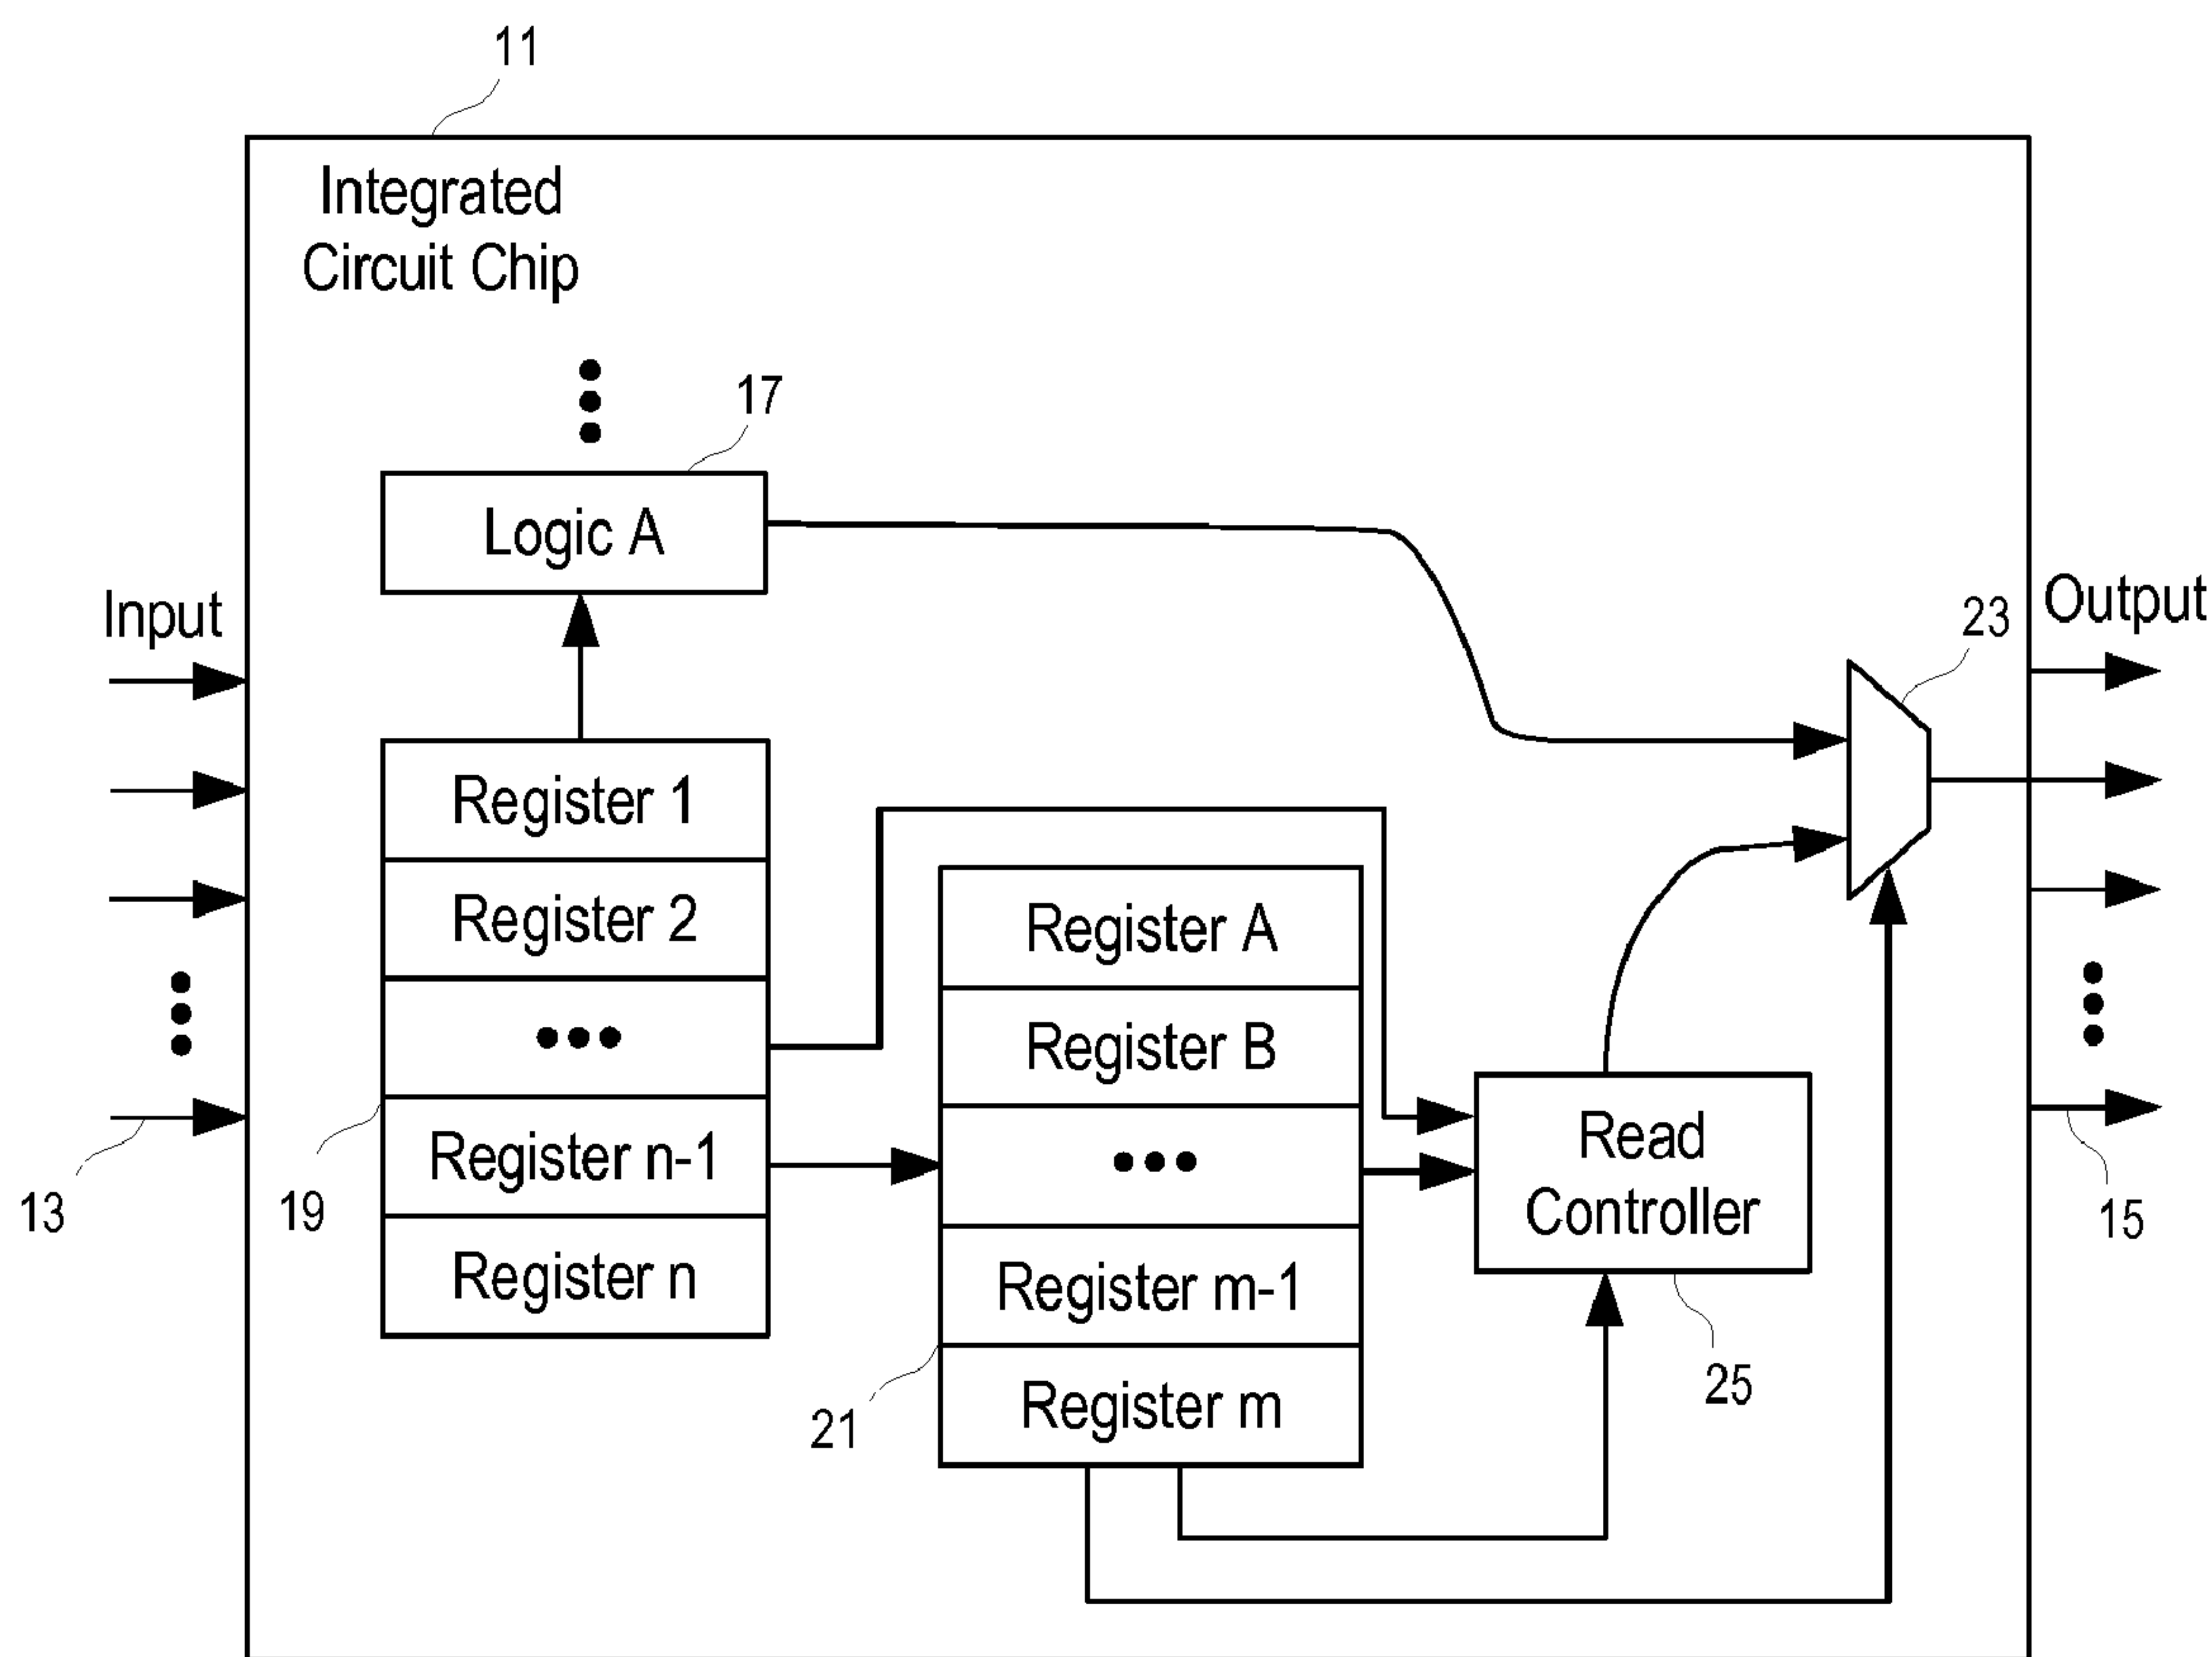 11
Integrated
Circuit Chip
17
Logic A
Input
Output
23
Register 1
Register 2
•••
Register n-1
Register n
Register A
Register B
•••
Register m-1
Register m
Read
Controller
13
19
15
21
25